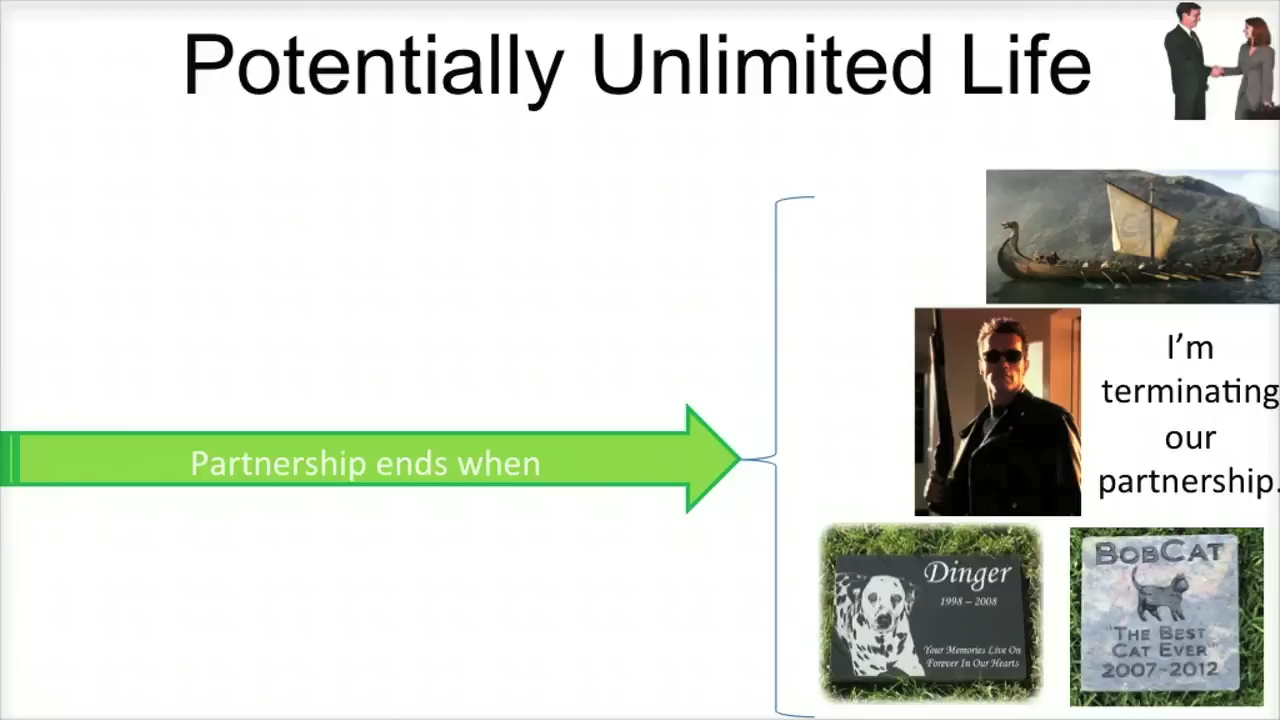 Potentially Unlimited Life
I'm
terminating
our
partnership.
Partnership ends when
Dinger
1998 – 2008
Your Memories Live On
Forever In Our Hearts
BOBCAT
"THE BEST
CAT EVER"
2007-2012